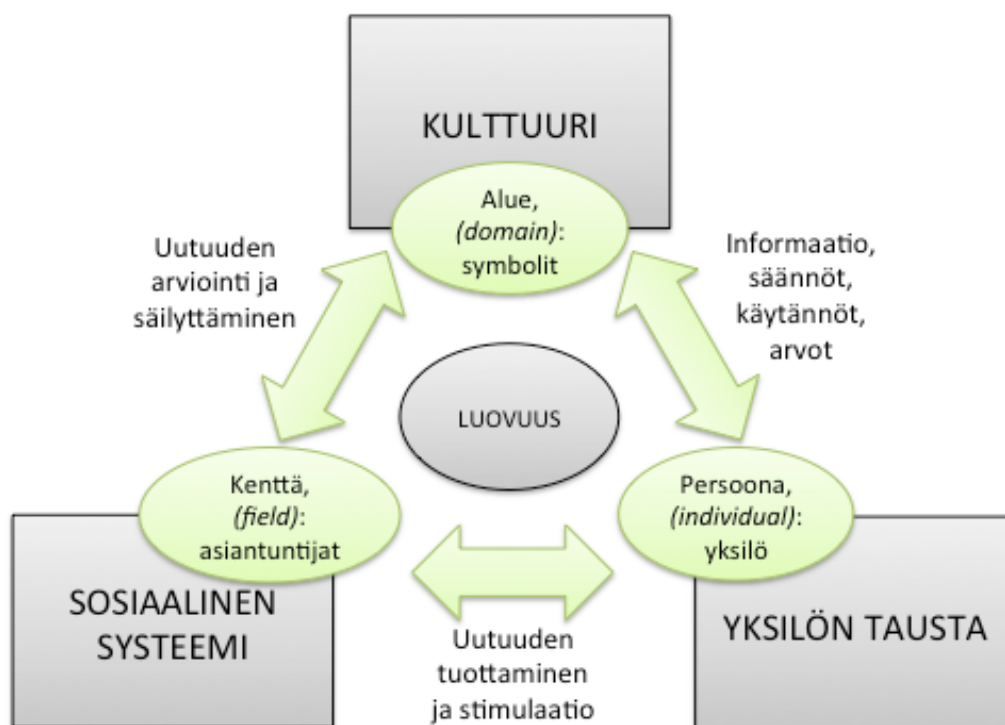 KULTTUURI
Alue,
(domain):
symbolit
Uutuuden
arviointi ja
säilyttäminen
Informaatio,
säännöt,
käytännöt,
arvot
LUOVUUS
Kenttä,
(field):
asiantuntijat
Persoona,
(individual):
yksilö
SOSIAALINEN
SYSTEEMI
YKSILÖN TAUSTA
Uutuuden
tuottaminen
ja stimulaatio